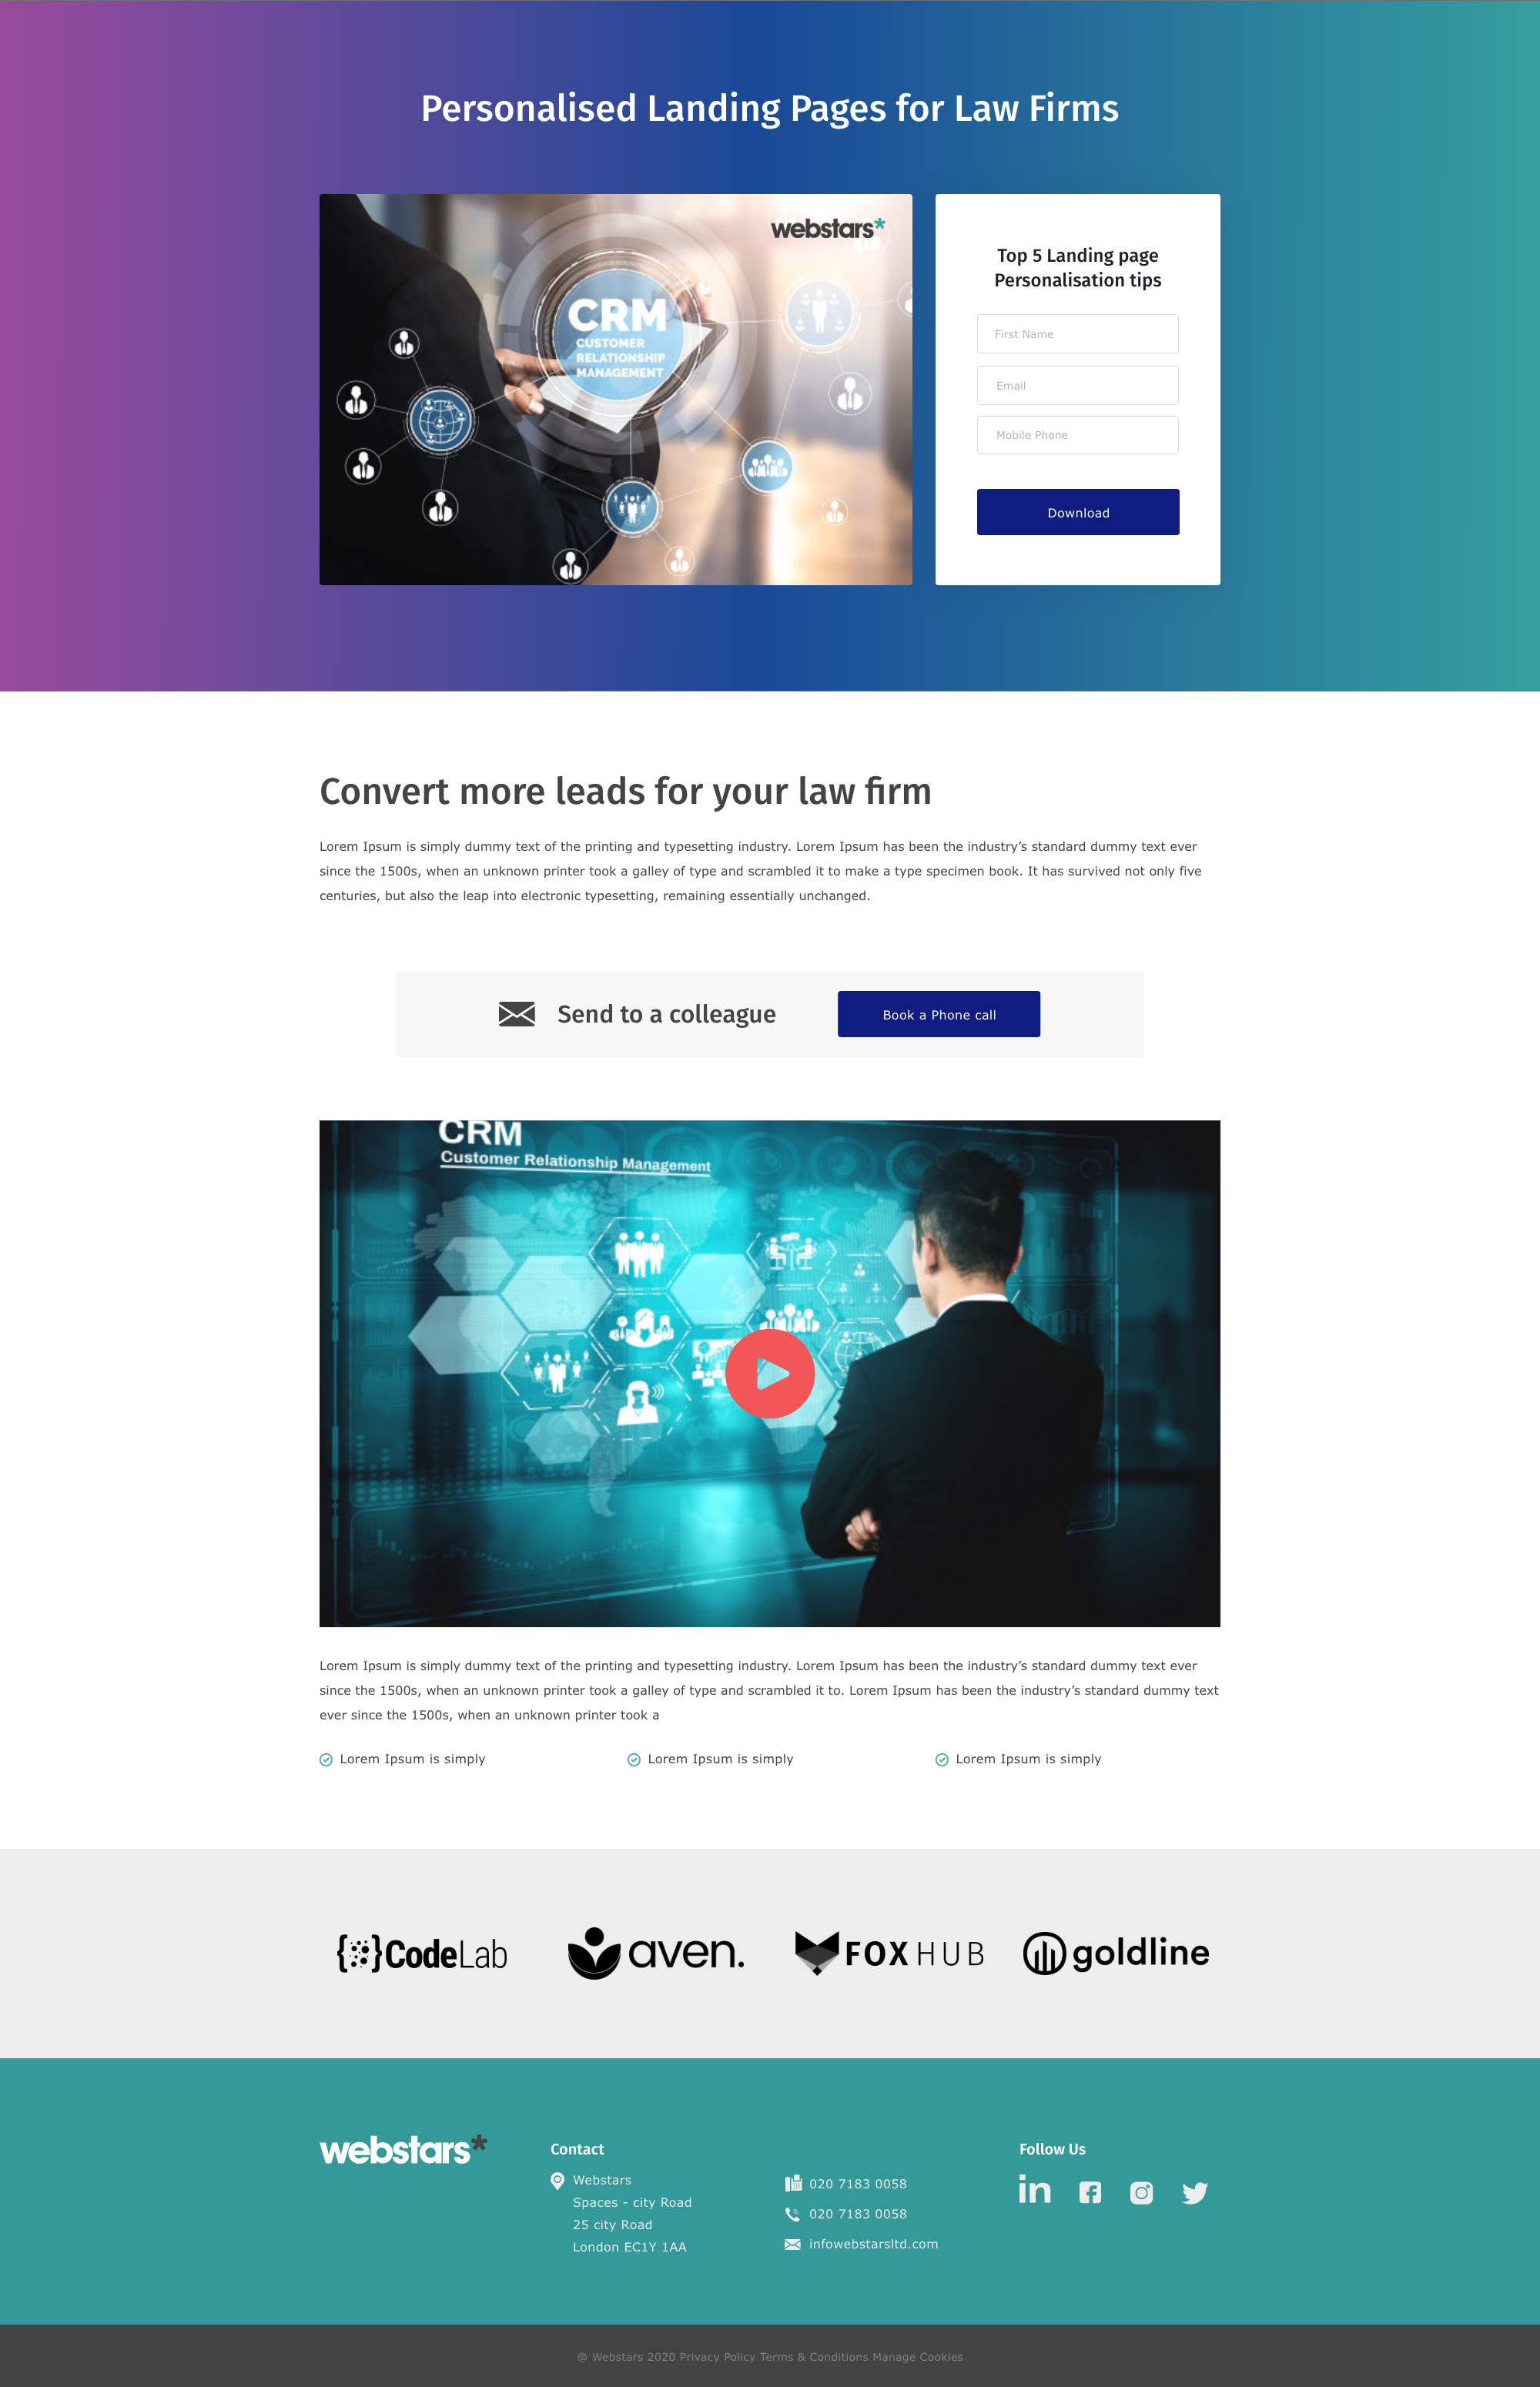 Personalised Landing Pages for Law Firms
webstars*
CRM
CUSTOMER
RELATIONSHIP
MANAGEMENT
Top 5 Landing page
Personalisation tips
First Name
Email
Mobile Phone
Download
Convert more leads for your law firm
Lorem Ipsum is simply dummy text of the printing and typesetting industry. Lorem Ipsum has been the industry’s standard dummy text ever
since the 1500s, when an unknown printer took a galley of type and scrambled it to make a type specimen book. It has survived not only five
centuries, but also the leap into electronic typesetting, remaining essentially unchanged.
Send to a colleague
Book a Phone call
CRM
Customer Relationship Management
Lorem Ipsum is simply dummy text of the printing and typesetting industry. Lorem Ipsum has been the industry’s standard dummy text ever
since the 1500s, when an unknown printer took a galley of type and scrambled it to. Lorem Ipsum has been the industry’s standard dummy text
ever since the 1500s, when an unknown printer took a
Lorem Ipsum is simply
Lorem Ipsum is simply
Lorem Ipsum is simply
CodeLab
aven.
FOXHUB
goldline
webstars*
Contact
Webstars
Spaces - city Road
25 city Road
London EC1Y 1AA
020 7183 0058
020 7183 0058
infowebstarsltd.com
Follow Us
@ Webstars 2020 Privacy Policy Terms & Conditions Manage Cookies